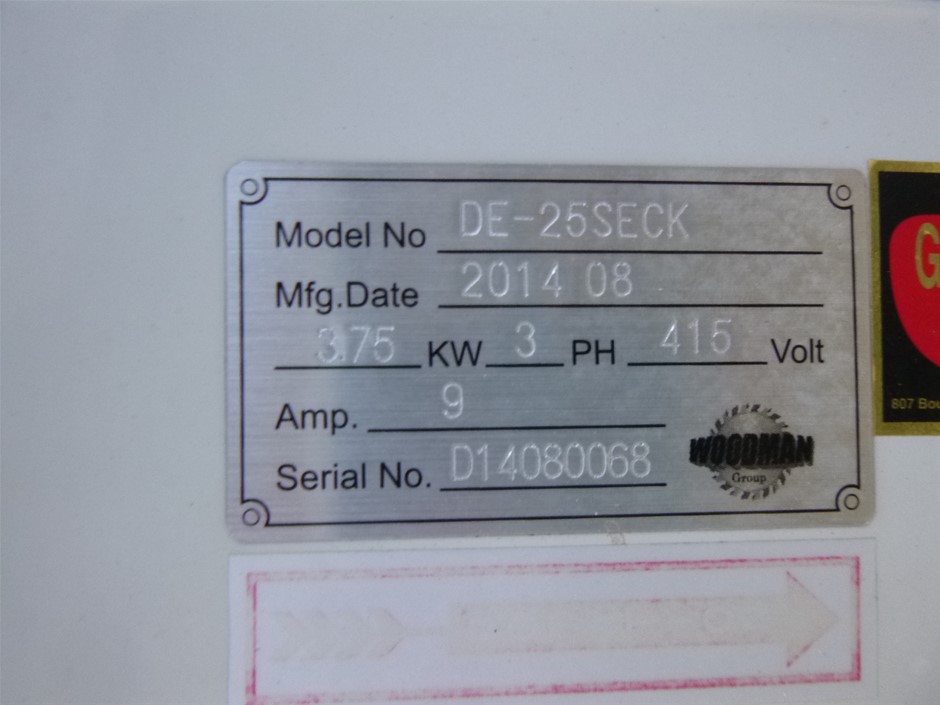 Model No DE-25SECK
Mfg.Date 2014 08
3.75 KW 3 PH 415 Volt
Amp. 9
Serial No. D14080068
WOODMAN
Group
G
807